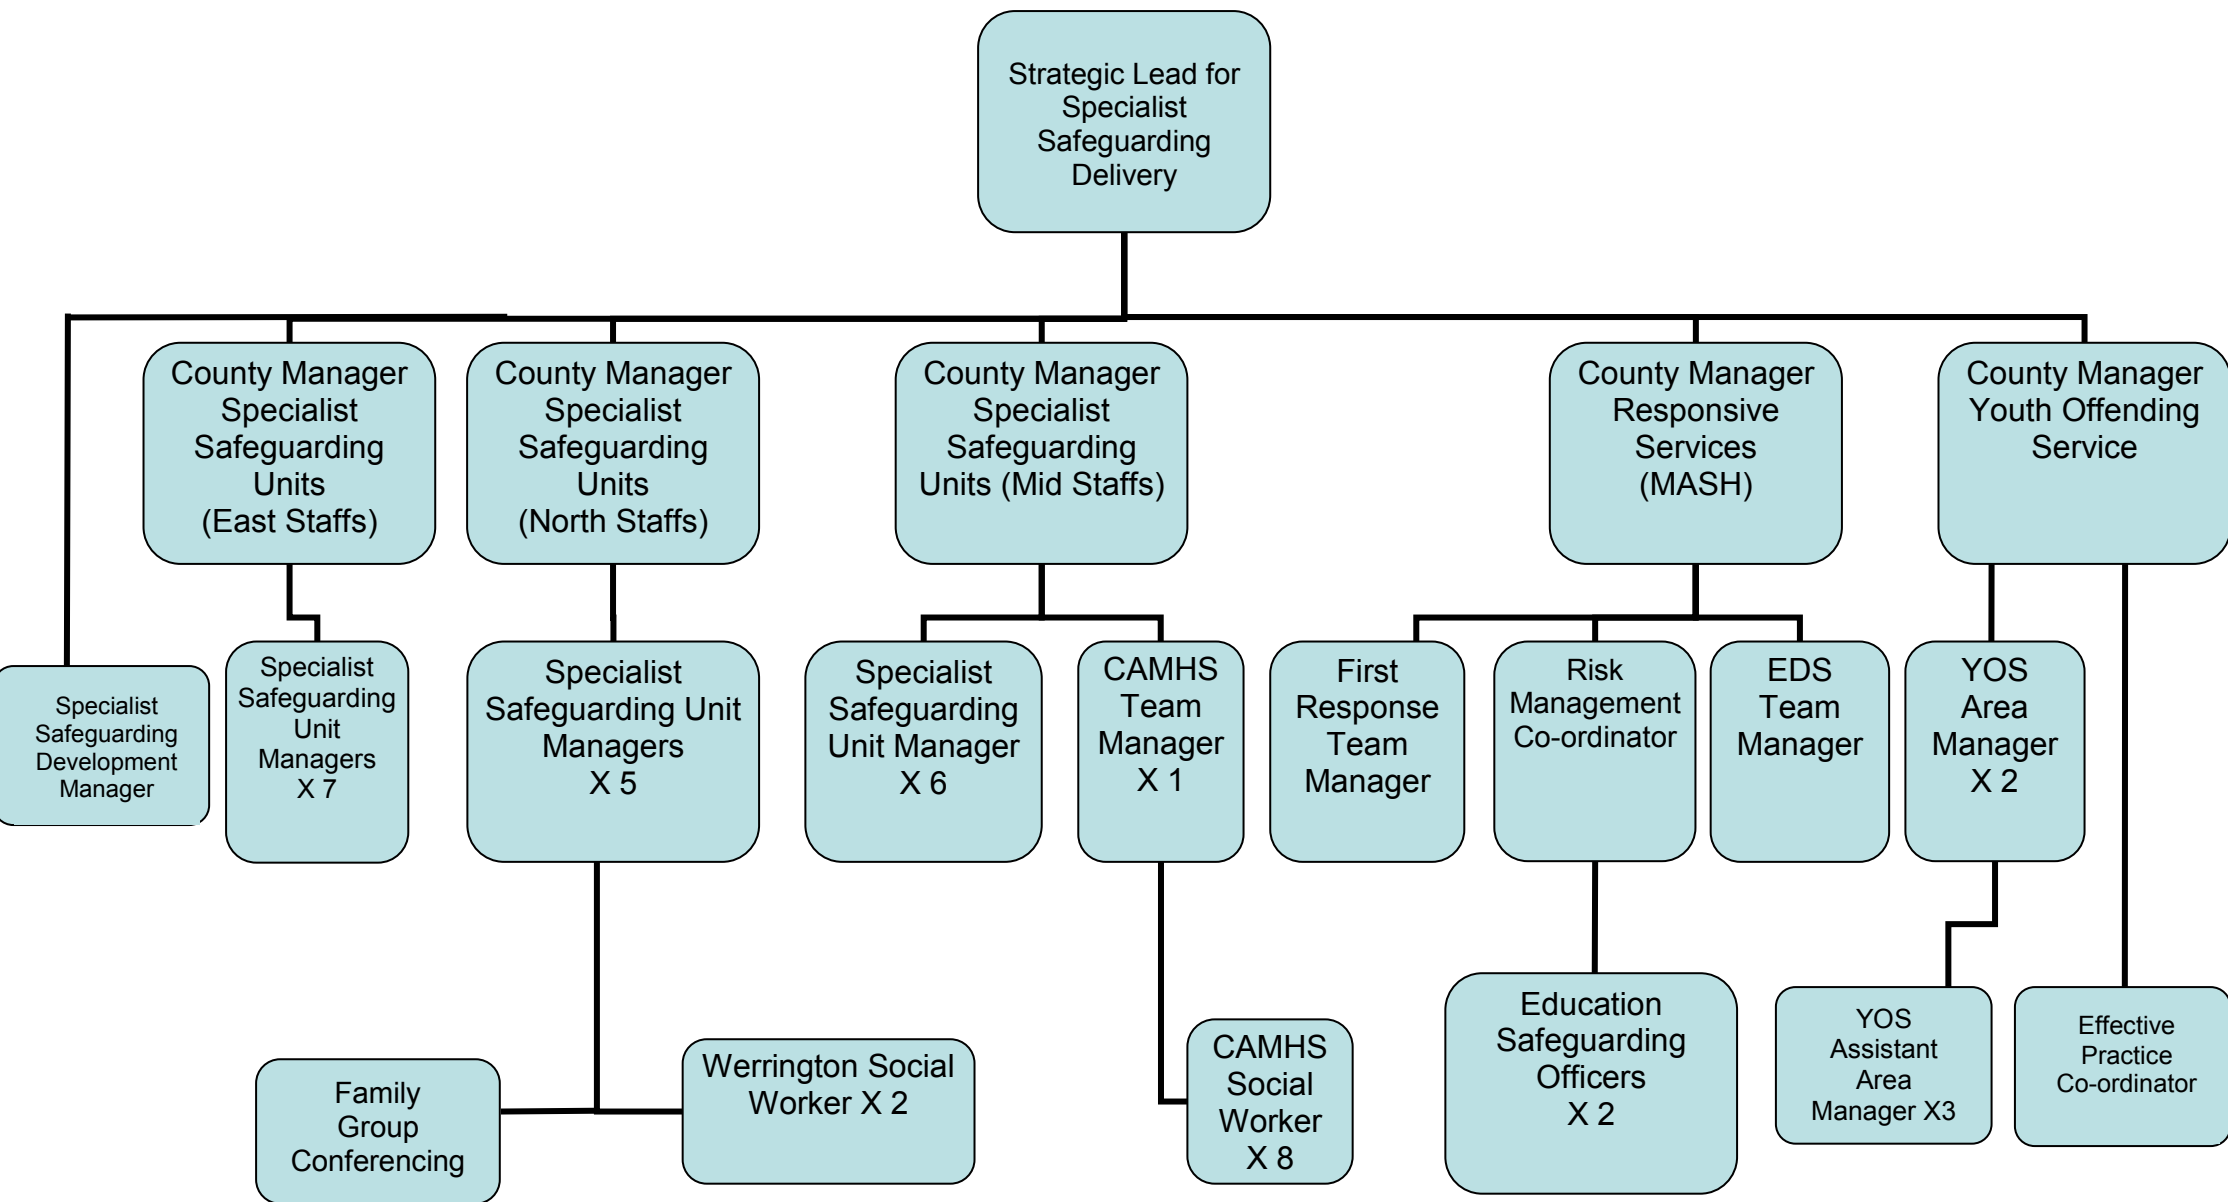 Strategic Lead for
Specialist
Safeguarding
Delivery
County Manager
Specialist
Safeguarding
Units
(East Staffs)
County Manager
Specialist
Safeguarding
Units
(North Staffs)
County Manager
Specialist
Safeguarding
Units (Mid Staffs)
County Manager
Responsive
Services
(MASH)
County Manager
Youth Offending
Service
Specialist
Safeguarding
Development
Manager
Specialist
Safeguarding
Unit
Managers
X 7
Specialist
Safeguarding Unit
Managers
X 5
Specialist
Safeguarding
Unit Manager
X 6
CAMHS
Team
Manager
X 1
First
Response
Team
Manager
Risk
Management
Co-ordinator
EDS
Team
Manager
YOS
Area
Manager
X 2
Family
Group
Conferencing
Werrington Social
Worker X 2
CAMHS
Social
Worker
X 8
Education
Safeguarding
Officers
X 2
YOS
Assistant
Area
Manager X3
Effective
Practice
Co-ordinator